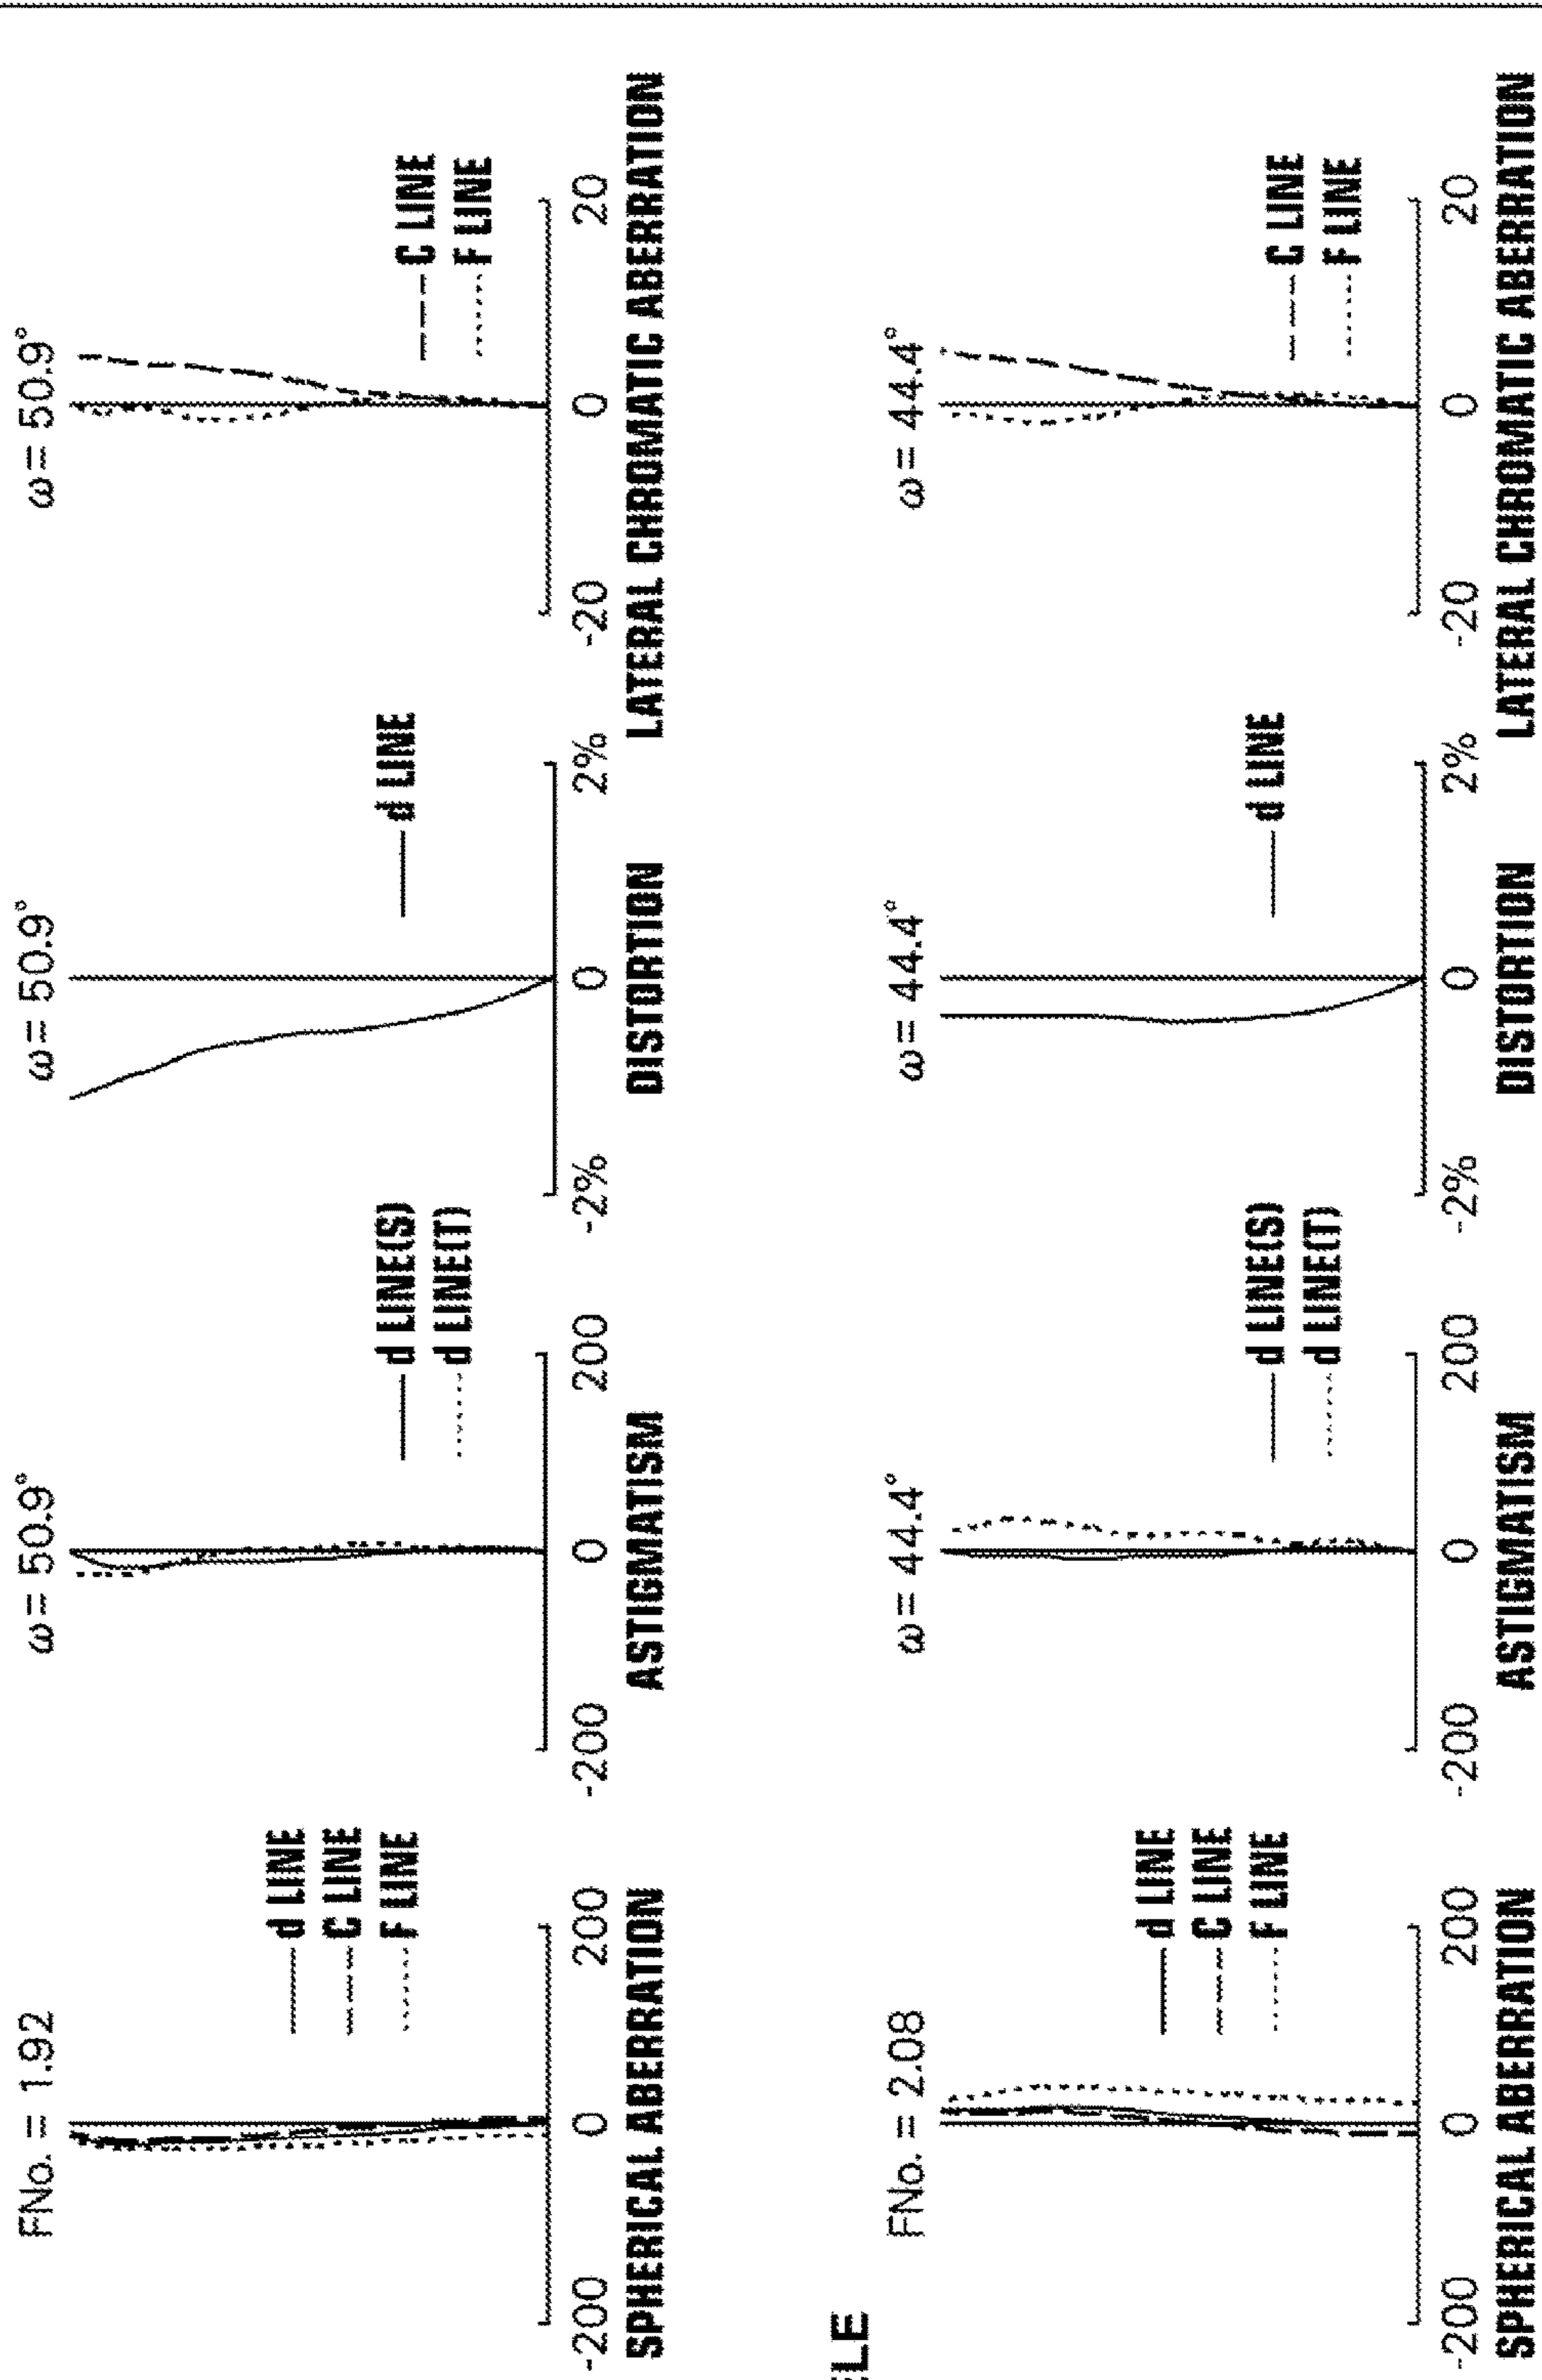 FNo. = 1.92
d LINE
C LINE
F LINE
-200 0 200
SPHERICAL ABERRATION
ω = 50.9°
d LINE(S)
d LINE(T)
-200 0 200
ASTIGMATISM
ω = 50.9°
d LINE
-2% 0 2%
DISTORTION
ω = 50.9°
C LINE
F LINE
-20 0 20
LATERAL CHROMATIC ABERRATION
FNo. = 2.08
d LINE
C LINE
F LINE
-200 0 200
SPHERICAL ABERRATION
ω = 44.4°
d LINE(S)
d LINE(T)
-200 0 200
ASTIGMATISM
ω = 44.4°
d LINE
-2% 0 2%
DISTORTION
ω = 44.4°
C LINE
F LINE
-20 0 20
LATERAL CHROMATIC ABERRATION